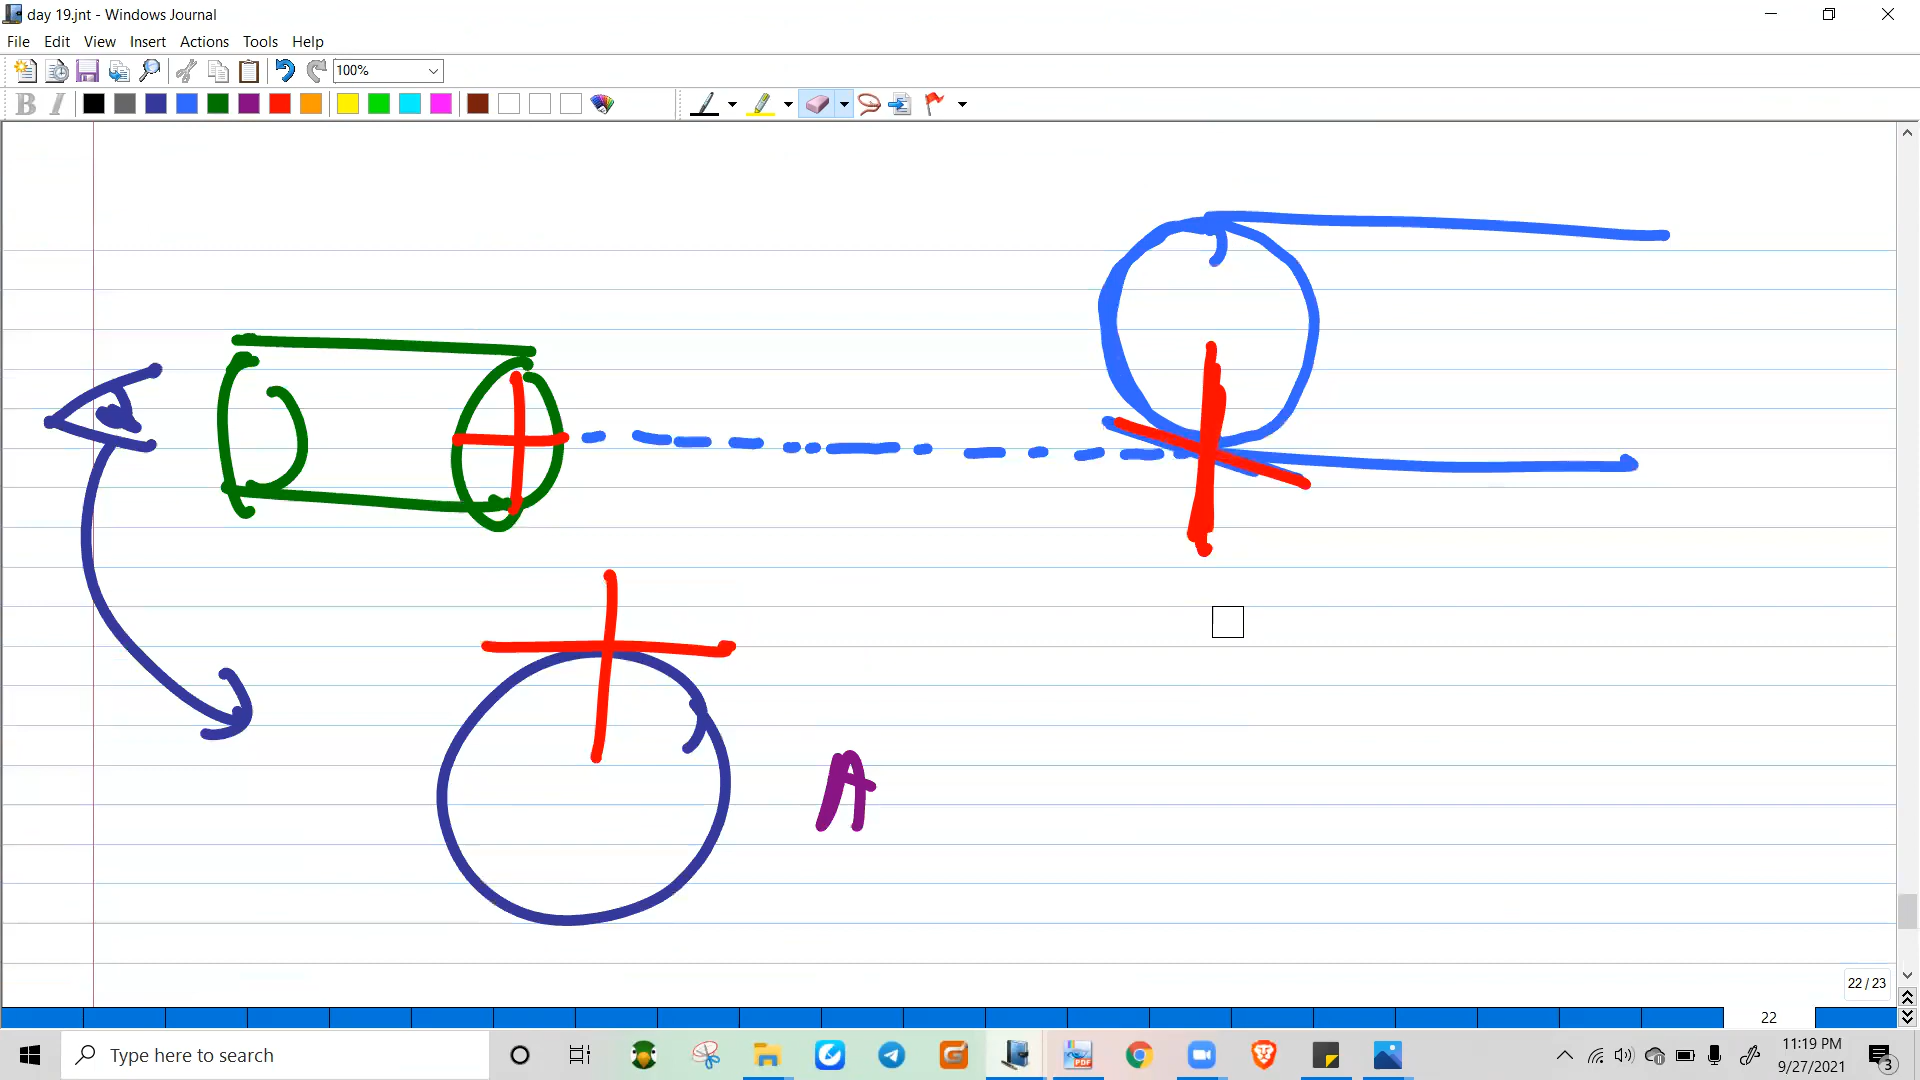 day 19.jnt - Windows Journal
File Edit View Insert Actions Tools Help
100%
B I
A
22 / 23
22
Type here to search
11:19 PM
9/27/2021
3